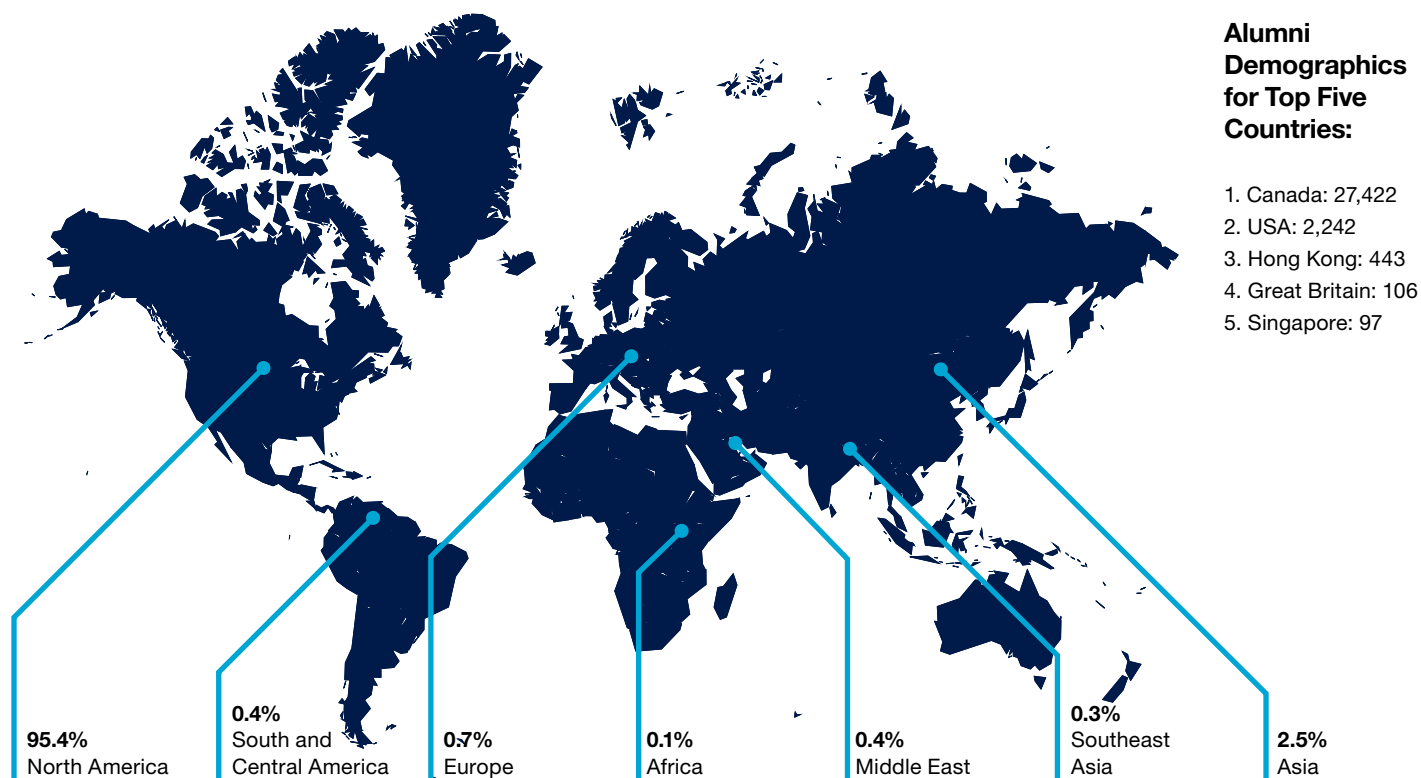 Alumni
Demographics
for Top Five
Countries:
1. Canada: 27,422
2. USA: 2,242
3. Hong Kong: 443
4. Great Britain: 106
5. Singapore: 97
95.4%
North America
0.4%
South and
Central America
0.7%
Europe
0.1%
Africa
0.4%
Middle East
0.3%
Southeast
Asia
2.5%
Asia